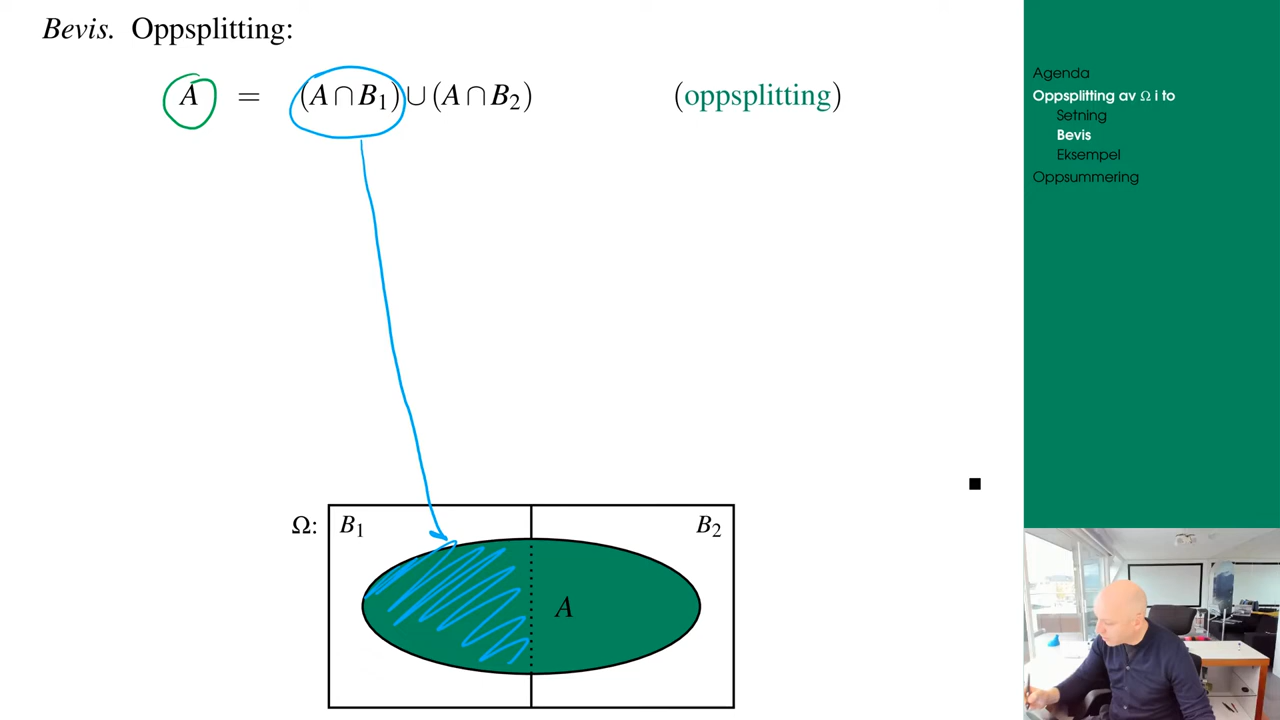 Bevis. Oppsplitting:
A = (A ∩ B₁) ∪ (A ∩ B₂) (oppsplitting)
Ω: B₁ B₂
A
Agenda
Oppsplitting av Ω i to
Setning
Bevis
Eksempel
Oppsummering